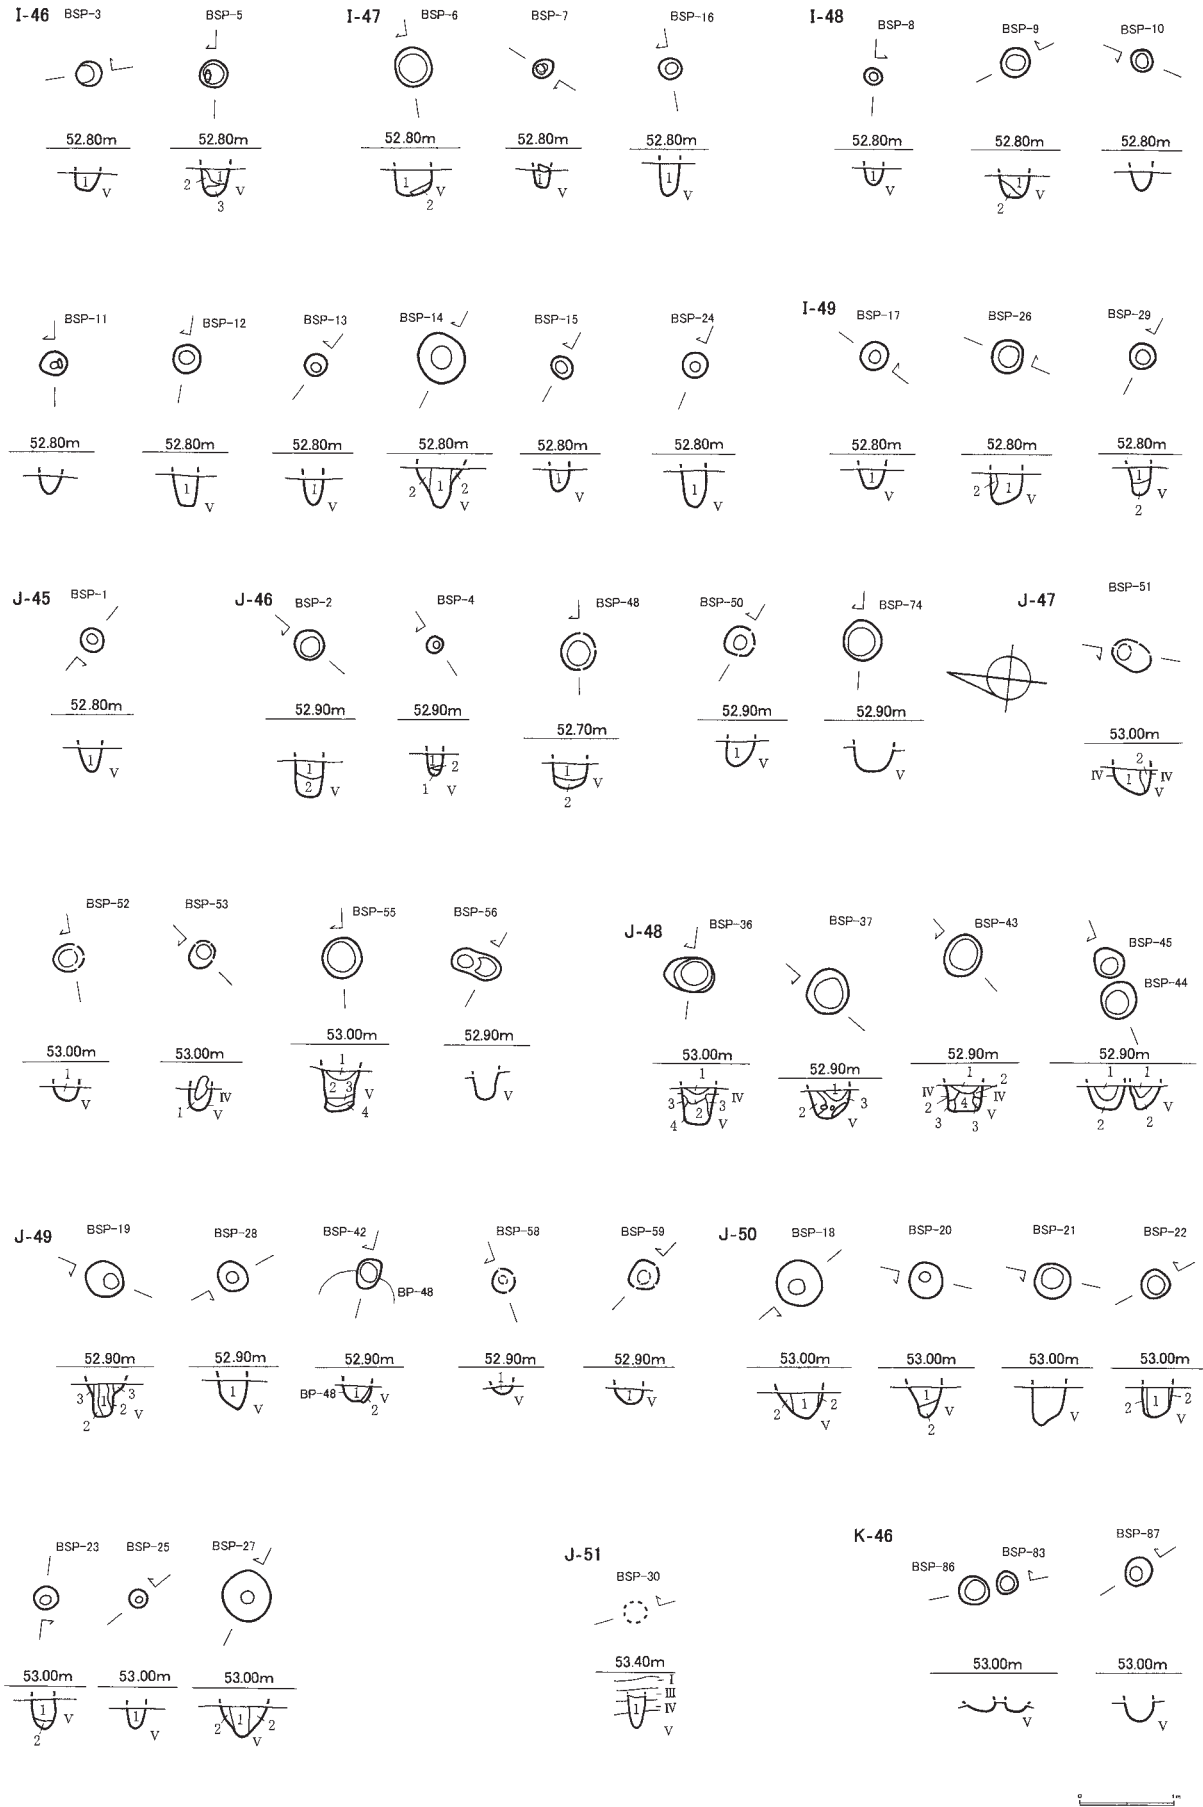 I-46 BSP-3 BSP-5 I-47 BSP-6 BSP-7 BSP-16 I-48 BSP-8 BSP-9 BSP-10
52.80m 52.80m 52.80m 52.80m 52.80m 52.80m 52.80m 52.80m
1 V 2 1 V 3 1 V 2 1 V 1 V 1 V 1 V 2 V
BSP-11 BSP-12 BSP-13 BSP-14 BSP-15 BSP-24 I-49 BSP-17 BSP-26 BSP-29
52.80m 52.80m 52.80m 52.80m 52.80m 52.80m 52.80m 52.80m 52.80m
V 1 V 1 V 2 1 2 V 1 V 1 V 1 V 2 1 V 1 V 2
J-45 BSP-1 J-46 BSP-2 BSP-4 BSP-48 BSP-50 BSP-74 J-47 BSP-51
52.80m 52.90m 52.90m 52.70m 52.90m 52.90m 53.00m
1 V 1 2 V 1 2 1 V 1 V 2 1 V V IV 1 2 IV V
BSP-52 BSP-53 BSP-55 BSP-56 J-48 BSP-36 BSP-37 BSP-43 BSP-45
BSP-44
53.00m 53.00m 53.00m 52.90m 53.00m 52.90m 52.90m 52.90m
1 V 1 IV V 1 2 3 V 4 V 1 3 2 3 IV 4 V 1 2 3 V 1 2 IV IV 2 4 V 3 3 1 1 V 2 2
J-49 BSP-19 BSP-28 BSP-42 BSP-58 BSP-59 J-50 BSP-18 BSP-20 BSP-21 BSP-22
BP-48
52.90m 52.90m 52.90m 52.90m 52.90m 53.00m 53.00m 53.00m 53.00m
3 1 3 2 2 V 1 V BP-48 1 V 2 1 V 1 V 2 1 2 V 1 V 2 V 2 1 2 V
BSP-23 BSP-25 BSP-27 J-51 BSP-30 K-46 BSP-86 BSP-83 BSP-87
53.00m 53.00m 53.00m 53.40m 53.00m 53.00m
1 V 2 1 V 2 1 2 V I III 1 IV V V V
0 1m